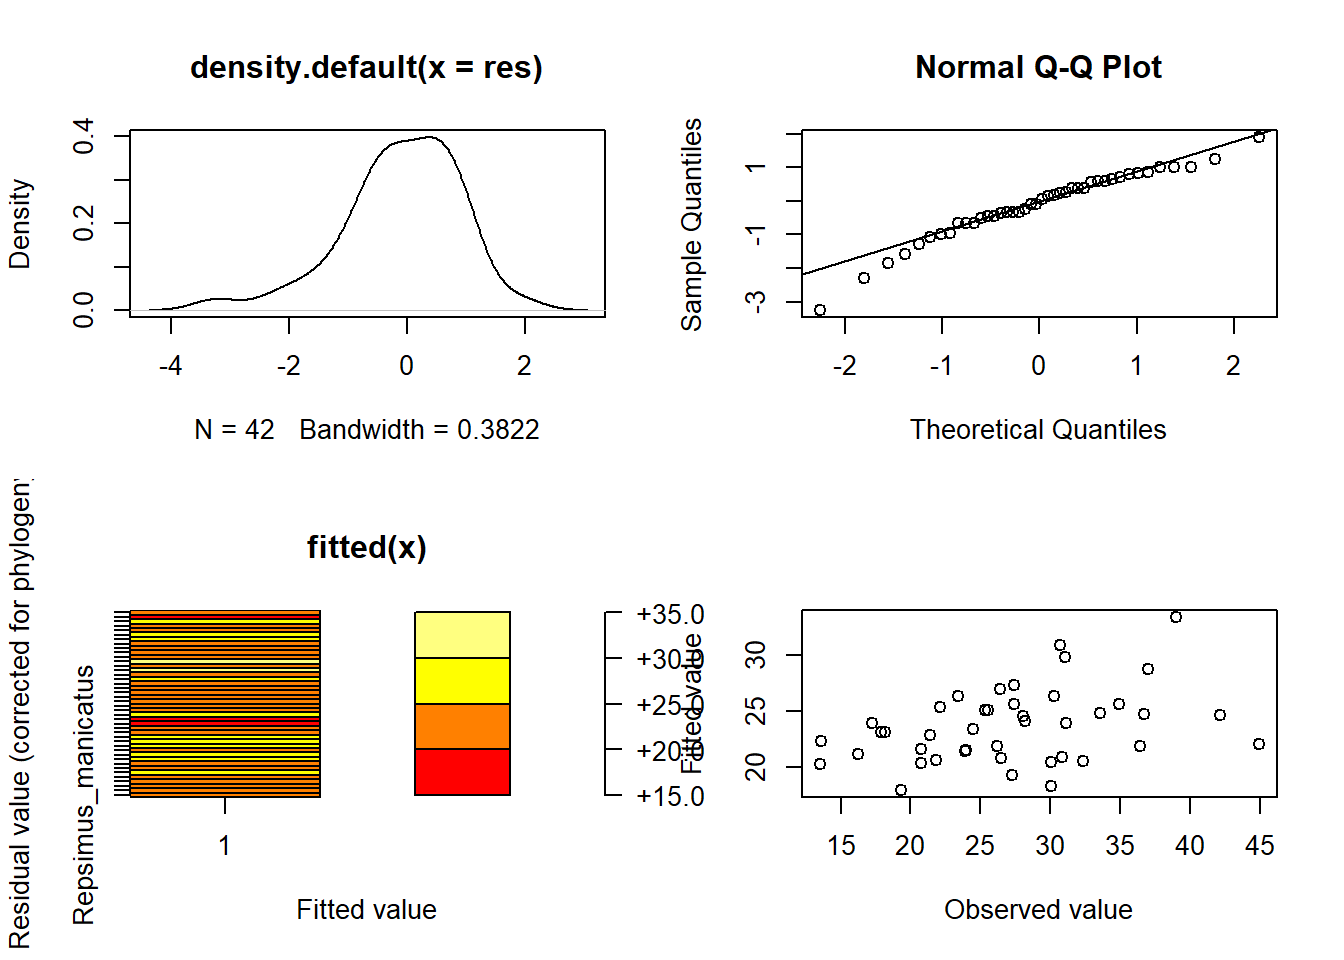 density.default(x = res)
Density
0.0
0.2
0.4
-4
-2
0
2
N = 42   Bandwidth = 0.3822
Normal Q-Q Plot
Sample Quantiles
-3
-1
1
-2
-1
0
1
2
Theoretical Quantiles
fitted(x)
Residual value (corrected for phylogen
Repsimus_manicatus
1
Fitted value
+35.0
+30.0
+25.0
+20.0
+15.0
Fitted value
20
25
30
15
20
25
30
35
40
45
Observed value